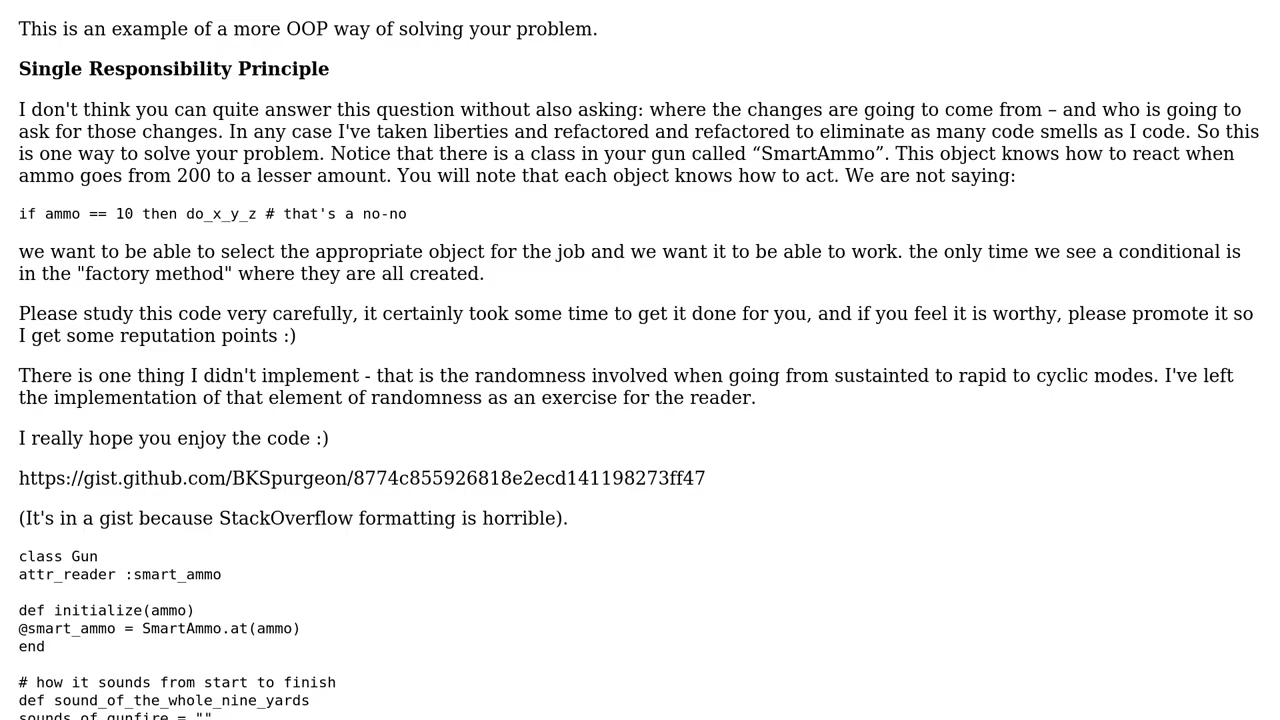 This is an example of a more OOP way of solving your problem.
Single Responsibility Principle
I don't think you can quite answer this question without also asking: where the changes are going to come from – and who is going to
ask for those changes. In any case I've taken liberties and refactored and refactored to eliminate as many code smells as I code. So this
is one way to solve your problem. Notice that there is a class in your gun called “SmartAmmo”. This object knows how to react when
ammo goes from 200 to a lesser amount. You will note that each object knows how to act. We are not saying:
if ammo == 10 then do_x_y_z # that's a no-no
we want to be able to select the appropriate object for the job and we want it to be able to work. the only time we see a conditional is
in the "factory method" where they are all created.
Please study this code very carefully, it certainly took some time to get it done for you, and if you feel it is worthy, please promote it so
I get some reputation points :)
There is one thing I didn't implement - that is the randomness involved when going from sustainted to rapid to cyclic modes. I've left
the implementation of that element of randomness as an exercise for the reader.
I really hope you enjoy the code :)
https://gist.github.com/BKSpurgeon/8774c855926818e2ecd141198273ff47
(It's in a gist because StackOverflow formatting is horrible).
class Gun
attr_reader :smart_ammo
def initialize(ammo)
@smart_ammo = SmartAmmo.at(ammo)
end
# how it sounds from start to finish
def sound_of_the_whole_nine_yards
sounds_of_gunfire = ""